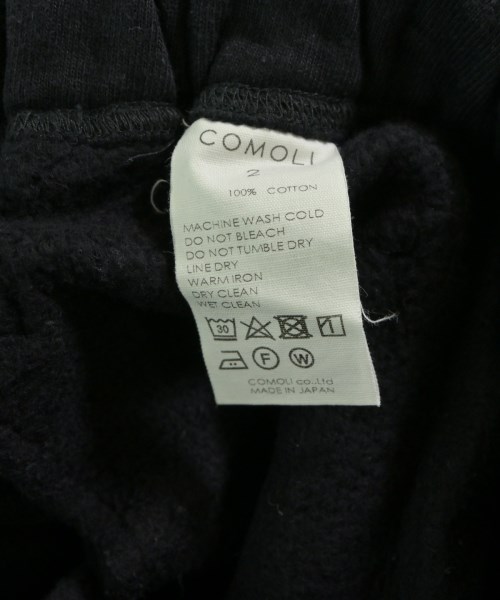 COMOLI
2
100% COTTON
MACHINE WASH COLD
DO NOT BLEACH
DO NOT TUMBLE DRY
LINE DRY
WARM IRON
DRY CLEAN
WET CLEAN
30
F W
COMOLI co.,Ltd
MADE IN JAPAN